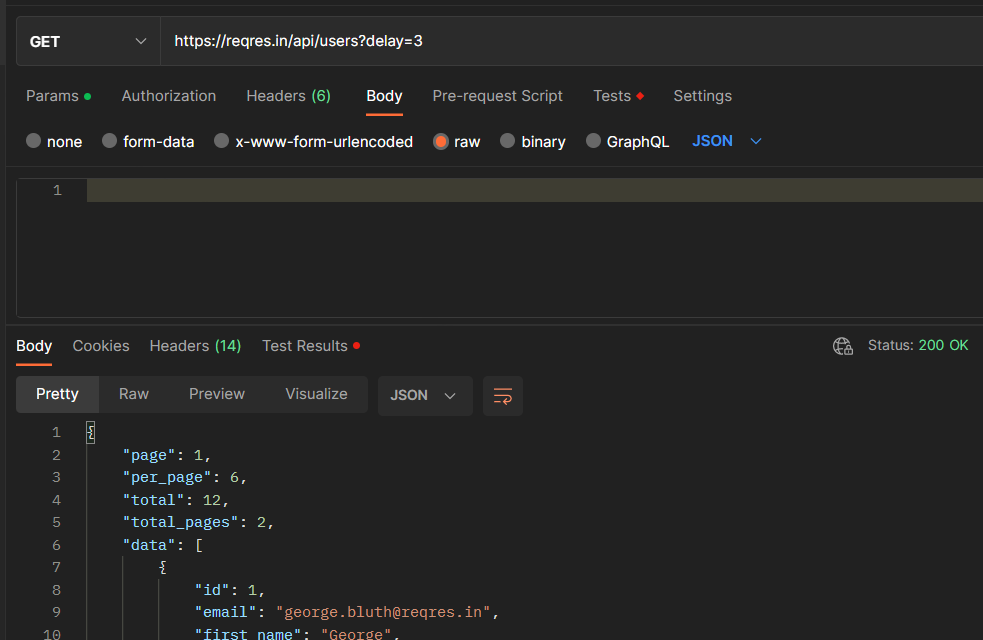 GET https://reqres.in/api/users?delay=3
Params Authorization Headers (6) Body Pre-request Script Tests Settings
none form-data x-www-form-urlencoded raw binary GraphQL JSON
1
Body Cookies Headers (14) Test Results Status: 200 OK
Pretty Raw Preview Visualize JSON
1 {
2 "page": 1,
3 "per_page": 6,
4 "total": 12,
5 "total_pages": 2,
6 "data": [
7 {
8 "id": 1,
9 "email": "george.bluth@reqres.in",
10 "first_name": "George",